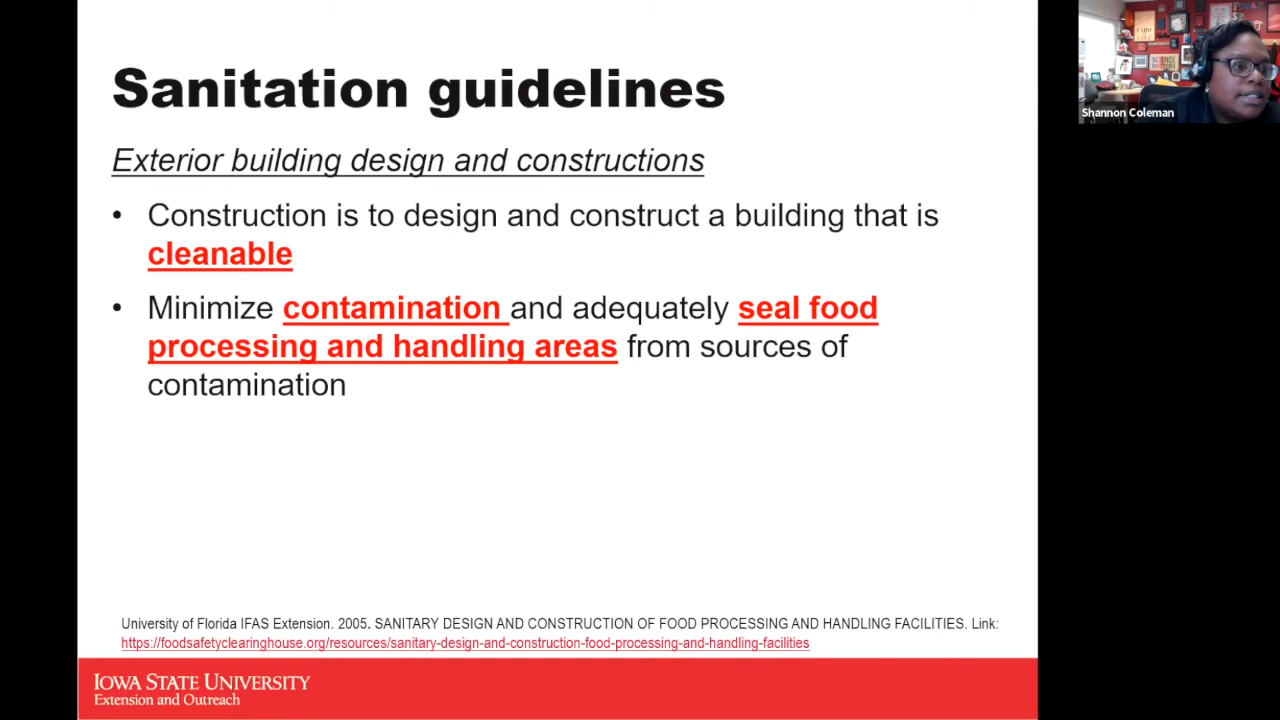 Sanitation guidelines
Exterior building design and constructions
• Construction is to design and construct a building that is
cleanable
• Minimize contamination and adequately seal food
processing and handling areas from sources of
contamination
University of Florida IFAS Extension. 2005. SANITARY DESIGN AND CONSTRUCTION OF FOOD PROCESSING AND HANDLING FACILITIES. Link:
https://foodsafetyclearinghouse.org/resources/sanitary-design-and-construction-food-processing-and-handling-facilities
IOWA STATE UNIVERSITY
Extension and Outreach
SCIENCE
MATTERS
Shannon Coleman